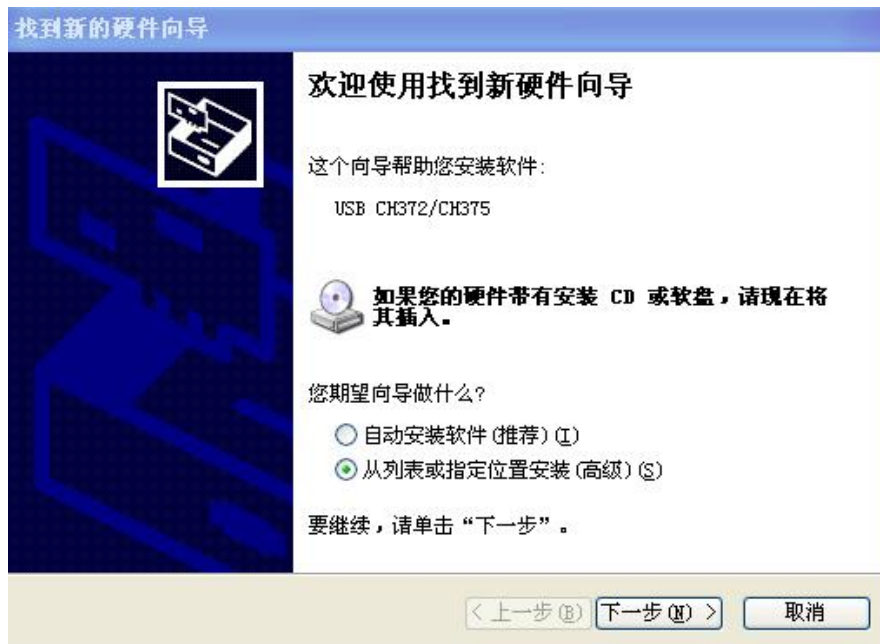 找到新的硬件向导
欢迎使用找到新硬件向导
这个向导帮助您安装软件:
USB CH372/CH375
如果您的硬件带有安装 CD 或软盘,请现在将
其插入。
您期望向导做什么?
自动安装软件(推荐)(I)
从列表或指定位置安装(高级)(S)
要继续,请单击“下一步”。
< 上一步(B) 下一步(N) > 取消